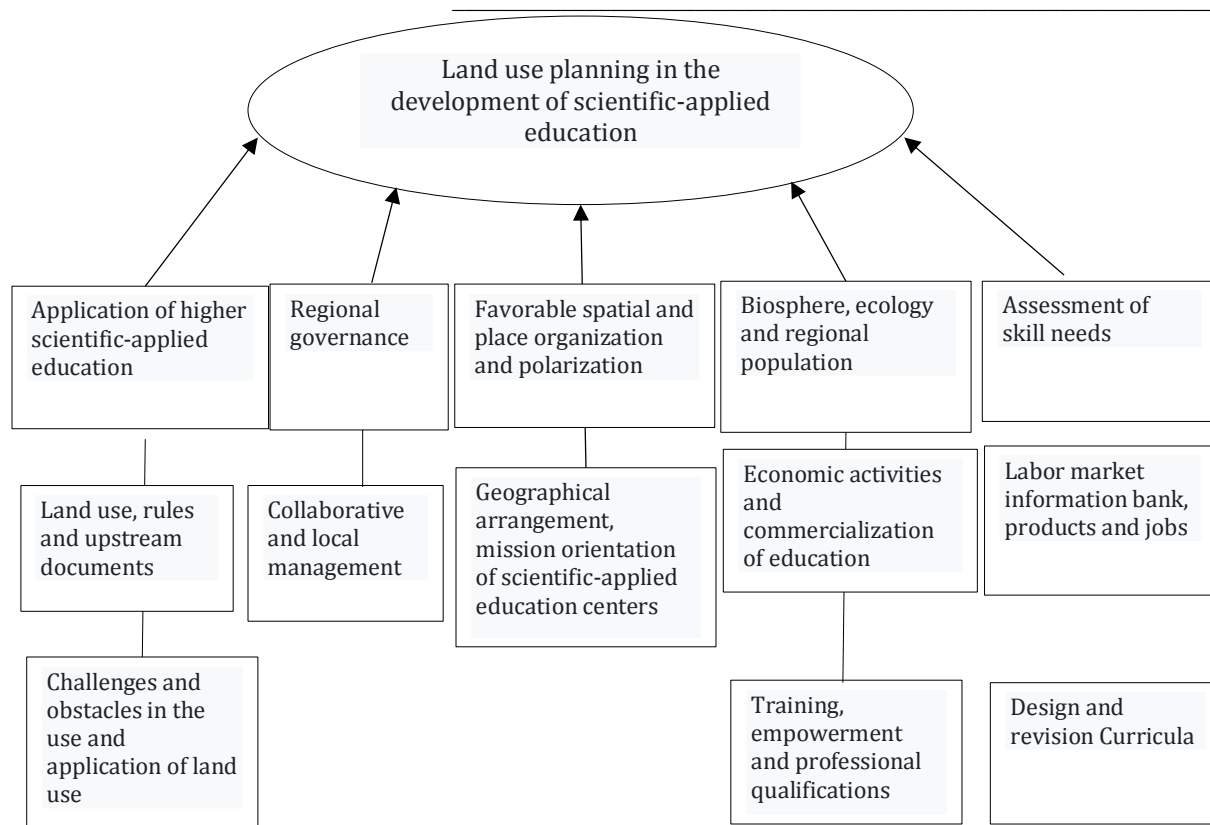 Land use planning in the
development of scientific-applied
education
Application of higher
scientific-applied
education
Regional
governance
Favorable spatial and
place organization
and polarization
Biosphere, ecology
and regional
population
Assessment of
skill needs
Land use, rules
and upstream
documents
Collaborative
and local
management
Geographical
arrangement,
mission orientation
of scientific-applied
education centers
Economic activities
and
commercialization
of education
Labor market
information bank,
products and jobs
Challenges and
obstacles in the
use and
application of land
use
Training,
empowerment
and professional
qualifications
Design and
revision Curricula